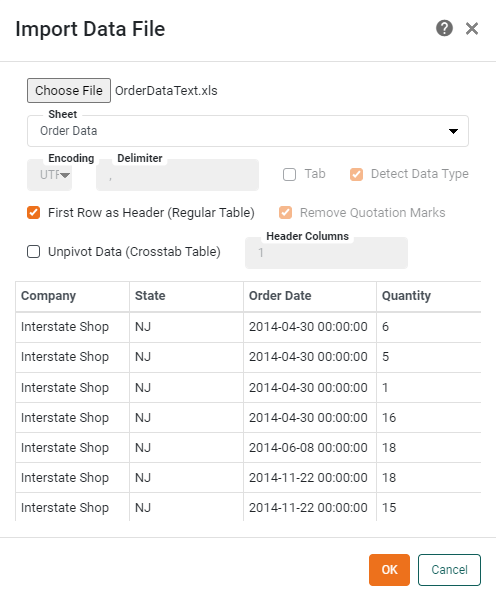 Import Data File
Choose File OrderDataText.xls
Sheet
Order Data
Encoding Delimiter
UTF , Tab Detect Data Type
First Row as Header (Regular Table) Remove Quotation Marks
Header Columns
Unpivot Data (Crosstab Table) 1
Company State Order Date Quantity
Interstate Shop NJ 2014-04-30 00:00:00 6
Interstate Shop NJ 2014-04-30 00:00:00 5
Interstate Shop NJ 2014-04-30 00:00:00 1
Interstate Shop NJ 2014-04-30 00:00:00 16
Interstate Shop NJ 2014-06-08 00:00:00 18
Interstate Shop NJ 2014-11-22 00:00:00 18
Interstate Shop NJ 2014-11-22 00:00:00 15
OK Cancel